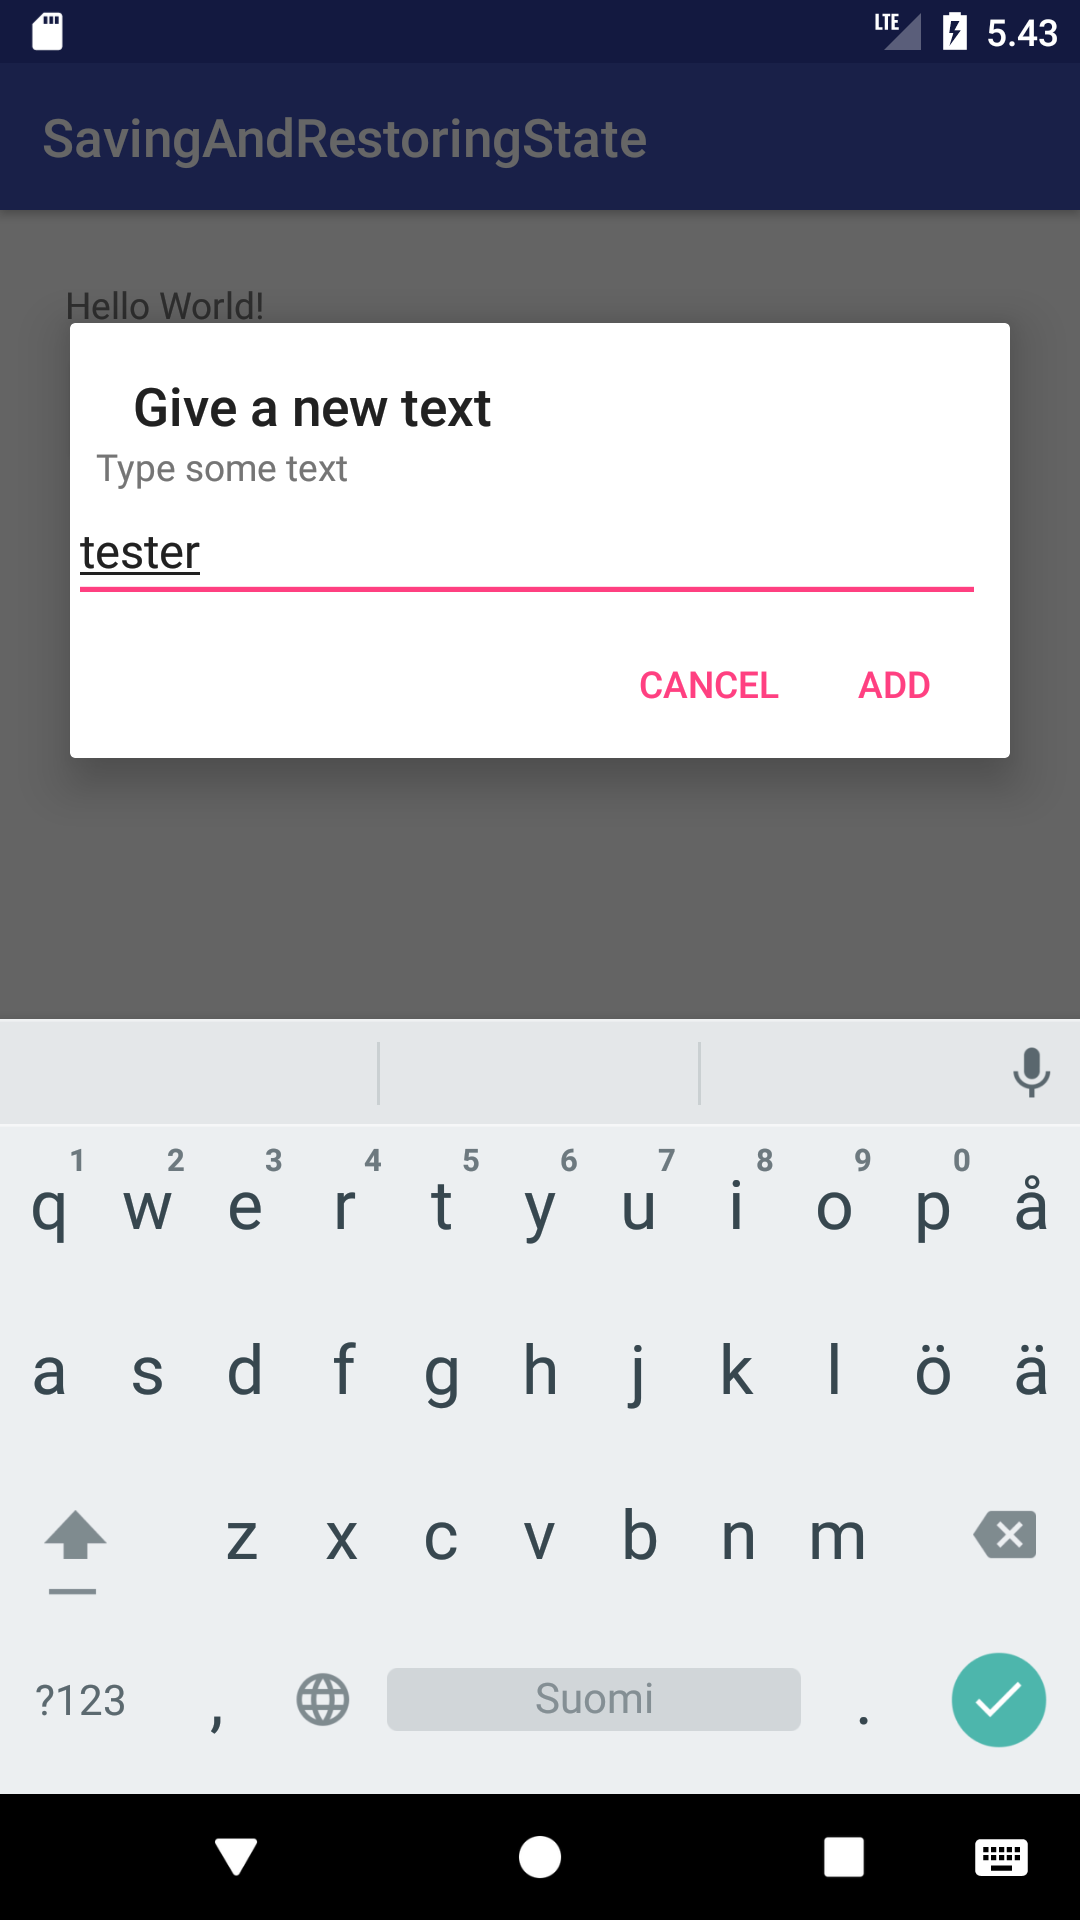 LTE 5.43
SavingAndRestoringState
Hello World!
Give a new text
Type some text
tester
CANCEL ADD
1 2 3 4 5 6 7 8 9 0
q w e r t y u i o p å
a s d f g h j k l ö ä
z x c v b n m
?123 , Suomi .